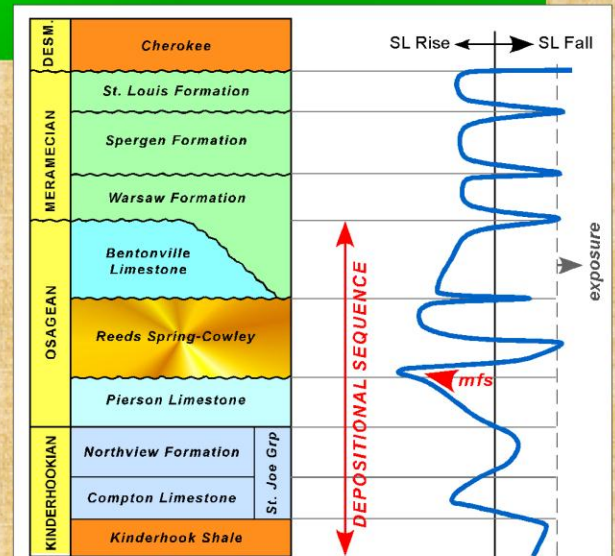 SL Rise
SL Fall
DESM.
Cherokee
MERAMECIAN
St. Louis Formation
Spergen Formation
Warsaw Formation
OSAGEAN
Bentonville
Limestone
Reeds Spring-Cowley
Pierson Limestone
KINDERHOOKIAN
Northview Formation
Compton Limestone
St. Joe Grp
Kinderhook Shale
DEPOSITIONAL SEQUENCE
mfs
exposure